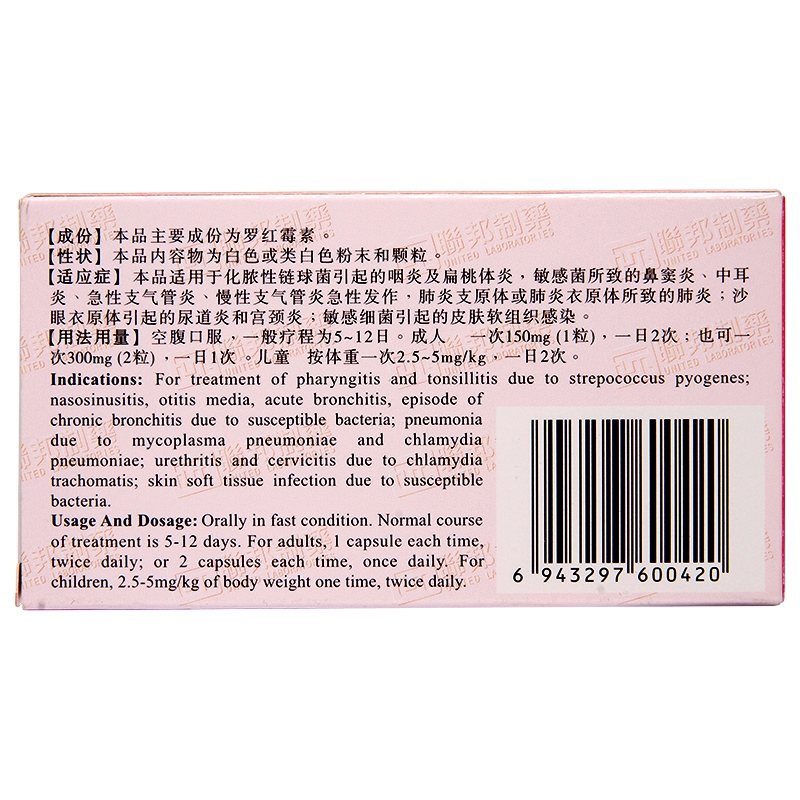 【成份】本品主要成份为罗红霉素。
【性状】本品内容物为白色或类白色粉末和颗粒。
【适应症】本品适用于化脓性链球菌引起的咽炎及扁桃体炎，敏感菌所致的鼻窦炎、中耳
炎、急性支气管炎、慢性支气管炎急性发作，肺炎支原体或肺炎衣原体所致的肺炎；沙
眼衣原体引起的尿道炎和宫颈炎；敏感细菌引起的皮肤软组织感染。
【用法用量】空腹口服，一般疗程为5~12日。成人 一次150mg (1粒)，一日2次；也可一
次300mg (2粒)，一日1次。儿童 按体重一次2.5~5mg/kg，一日2次。
Indications: For treatment of pharyngitis and tonsillitis due to strepococcus pyogenes;
nasosinusitis, otitis media, acute bronchitis, episode of
chronic bronchitis due to susceptible bacteria; pneumonia
due to mycoplasma pneumoniae and chlamydia
pneumoniae; urethritis and cervicitis due to chlamydia
trachomatis; skin soft tissue infection due to susceptible
bacteria.
Usage And Dosage: Orally in fast condition. Normal course
of treatment is 5-12 days. For adults, 1 capsule each time,
twice daily; or 2 capsules each time, once daily. For
children, 2.5-5mg/kg of body weight one time, twice daily.
6 943297 600420
聯邦制藥
UNITED LABORATORIES